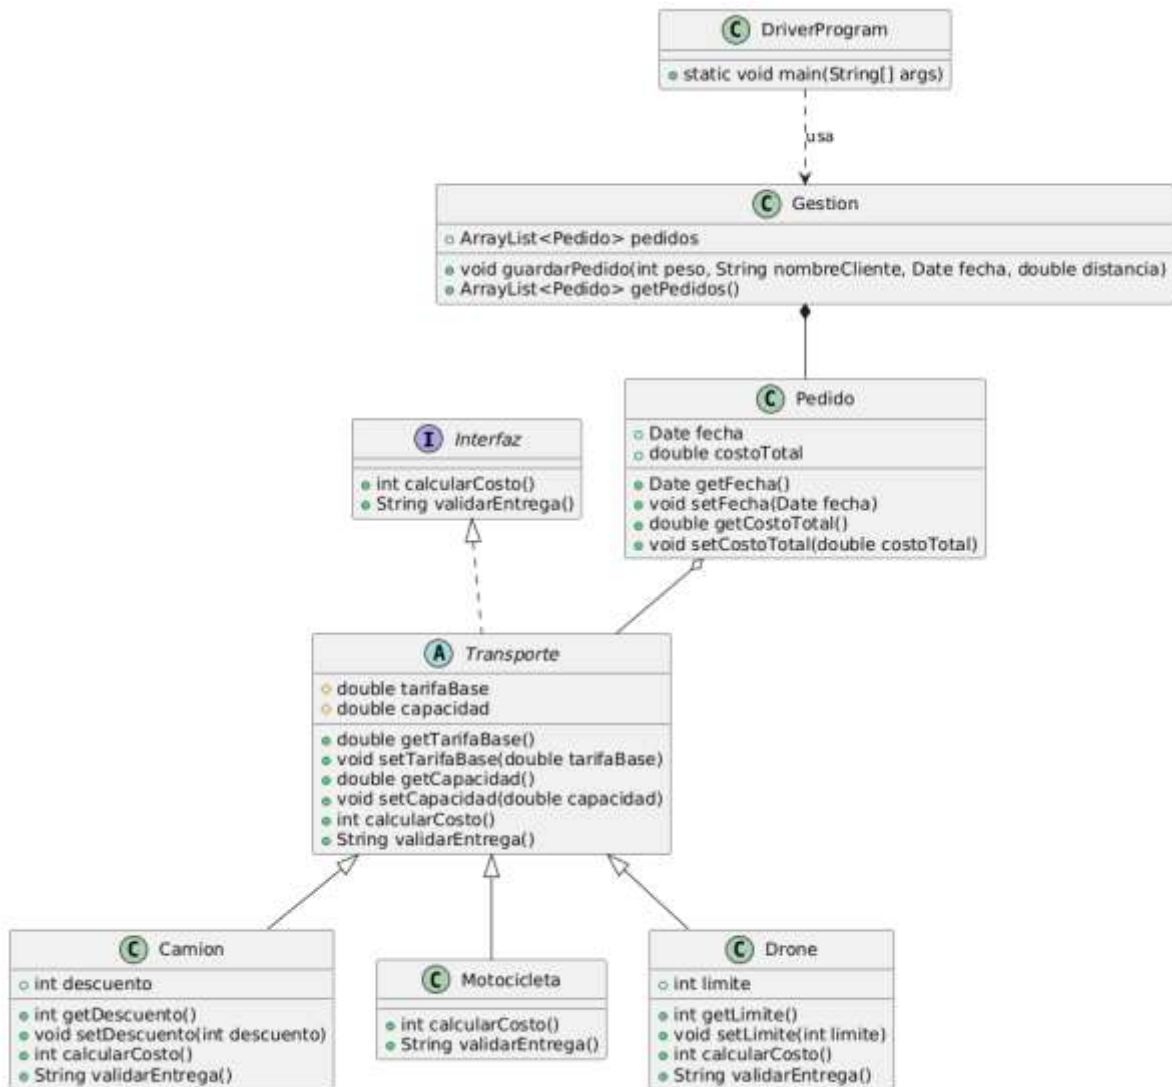 C DriverProgram
static void main(String[] args)
usa
C Gestion
ArrayList<Pedido> pedidos
void guardarPedido(int peso, String nombreCliente, Date fecha, double distancia)
ArrayList<Pedido> getPedidos()
C Pedido
Date fecha
double costoTotal
Date getFecha()
void setFecha(Date fecha)
double getCostoTotal()
void setCostoTotal(double costoTotal)
I Interfaz
int calcularCosto()
String validarEntrega()
A Transporte
double tarifaBase
double capacidad
double getTarifaBase()
void setTarifaBase(double tarifaBase)
double getCapacidad()
void setCapacidad(double capacidad)
int calcularCosto()
String validarEntrega()
C Camion
int descuento
int getDescuento()
void setDescuento(int descuento)
int calcularCosto()
String validarEntrega()
C Motocicleta
int calcularCosto()
String validarEntrega()
C Drone
int limite
int getLimite()
void setLimite(int limite)
int calcularCosto()
String validarEntrega()